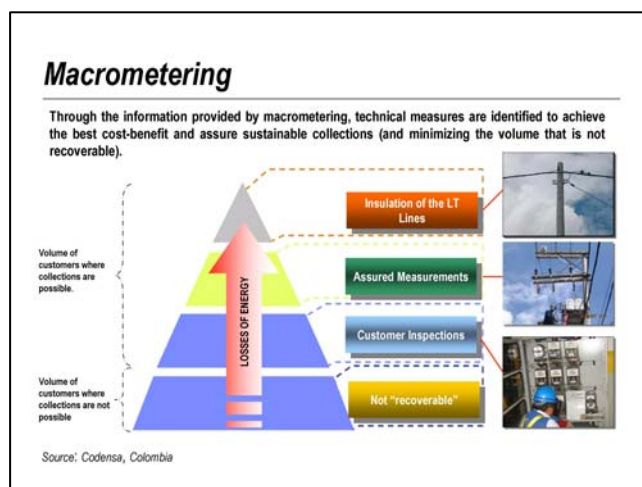 Macrometering
Through the information provided by macrometering, technical measures are identified to achieve
the best cost-benefit and assure sustainable collections (and minimizing the volume that is not
recoverable).
Insulation of the LT
Lines
Volume of
customers where
collections are
possible.
Assured Measurements
LOSSES OF ENERGY
Customer Inspections
Volume of
customers where
collections are not
possible
Not "recoverable"
Source: Codensa, Colombia